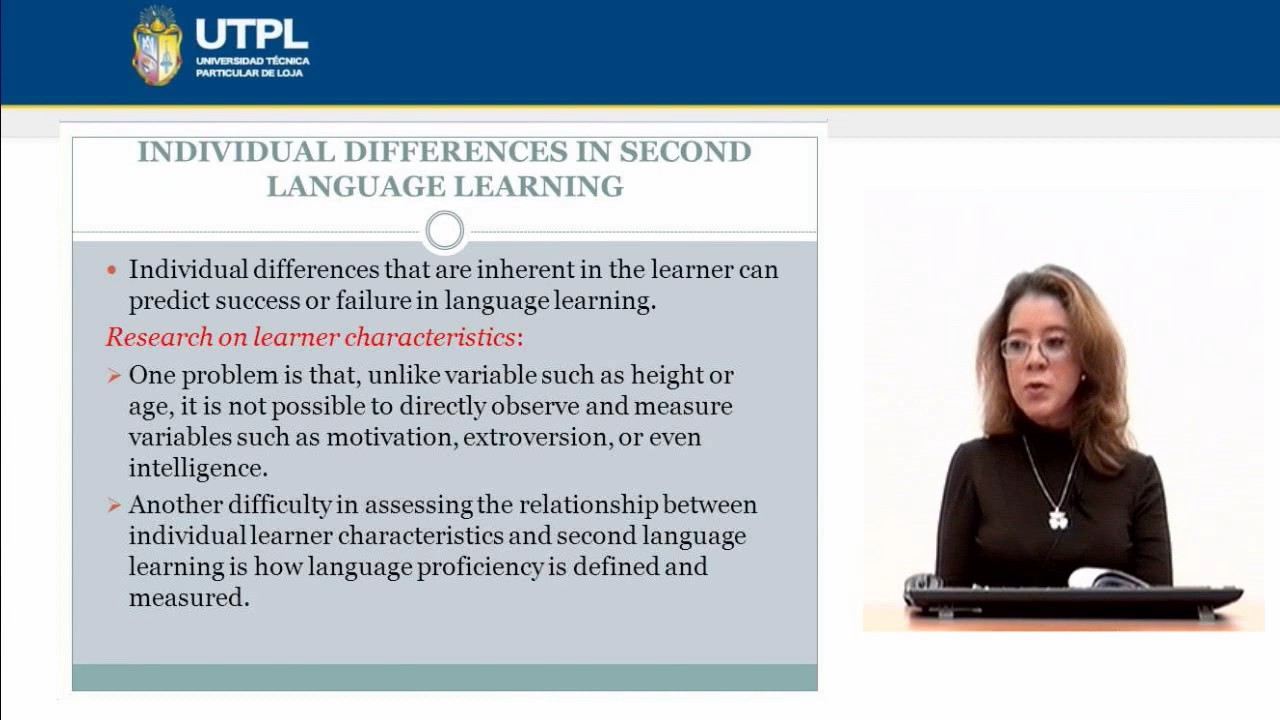 UTPL
UNIVERSIDAD TÉCNICA
PARTICULAR DE LOJA
INDIVIDUAL DIFFERENCES IN SECOND
LANGUAGE LEARNING
• Individual differences that are inherent in the learner can
predict success or failure in language learning.
Research on learner characteristics:
➢ One problem is that, unlike variable such as height or
age, it is not possible to directly observe and measure
variables such as motivation, extroversion, or even
intelligence.
➢ Another difficulty in assessing the relationship between
individual learner characteristics and second language
learning is how language proficiency is defined and
measured.